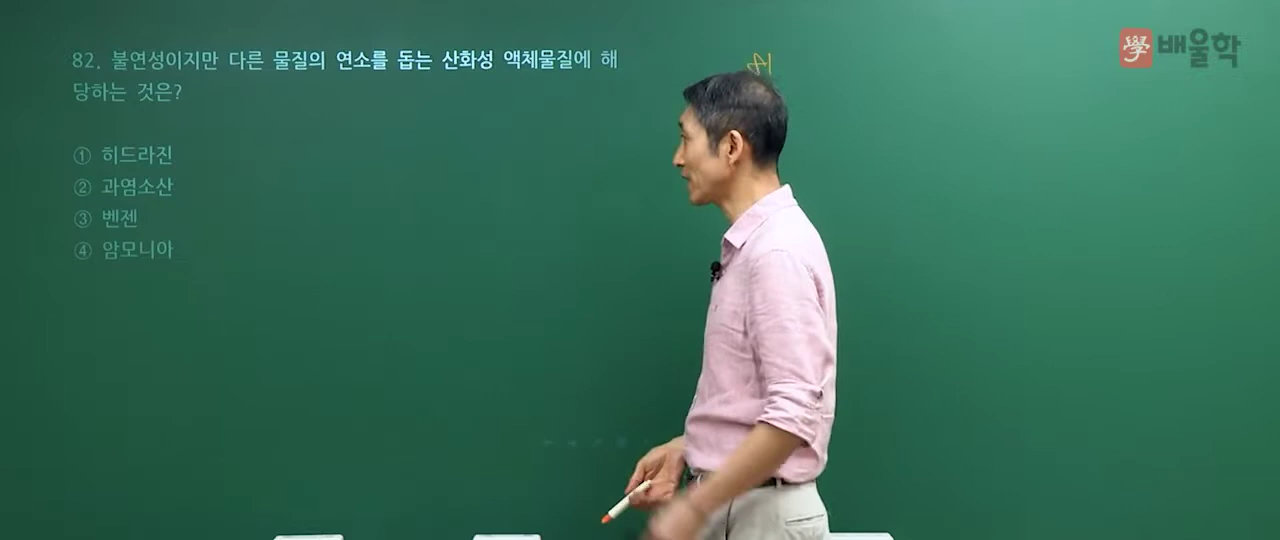 82. 불연성이지만 다른 물질의 연소를 돕는 산화성 액체물질에 해
당하는 것은?
① 히드라진
② 과염소산
③ 벤젠
④ 암모니아
學 배울학